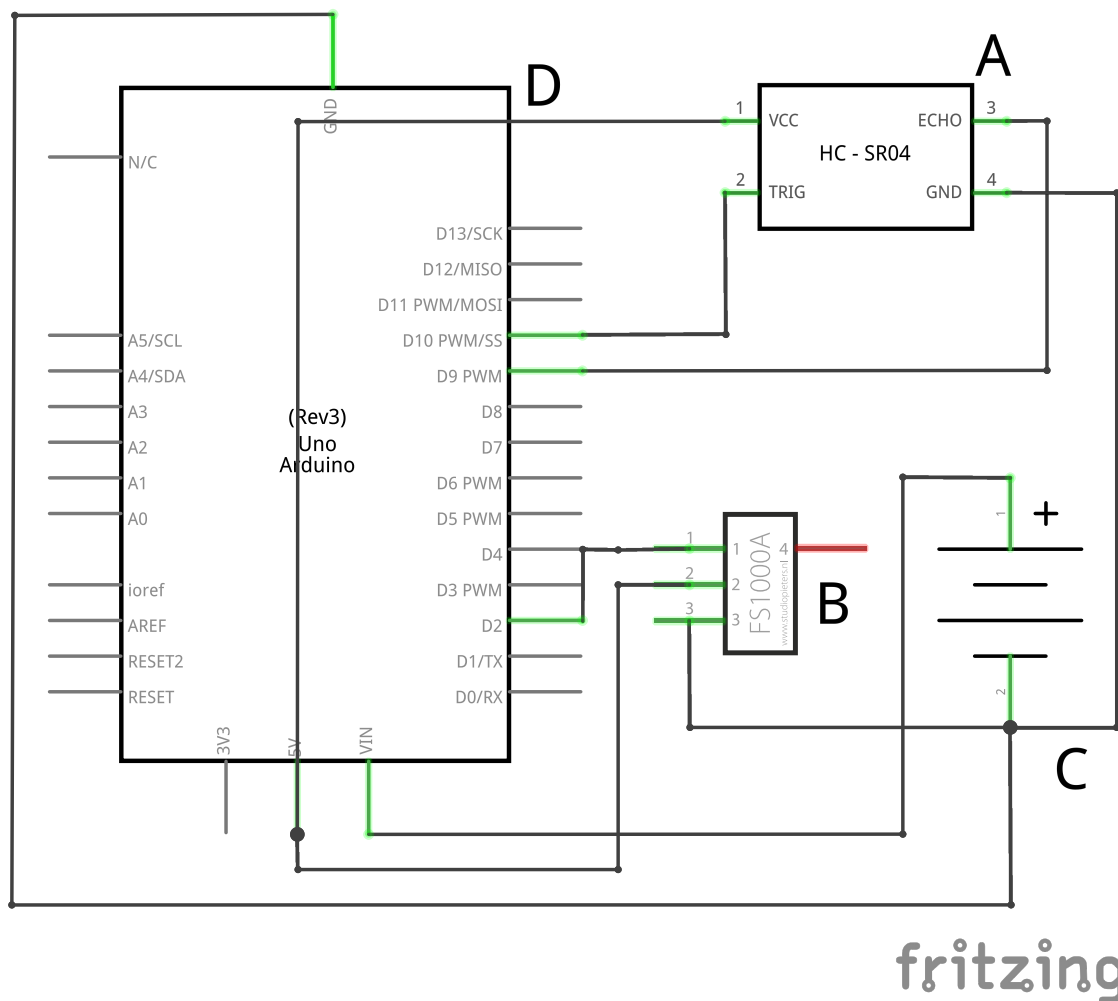 A
D
GND
1
VCC
ECHO
3
HC - SR04
N/C
2
TRIG
GND
4
D13/SCK
D12/MISO
D11 PWM/MOSI
A5/SCL
D10 PWM/SS
A4/SDA
D9 PWM
A3
D8
(Rev3)
A2
Uno
D7
Arduino
A1
D6 PWM
A0
D5 PWM
1
+
D4
1
1
4
FS1000A
www.studiopieters.nl
ioref
D3 PWM
2
2
B
AREF
D2
3
3
RESET2
D1/TX
RESET
D0/RX
2
3V3
5V
VIN
C
fritzing